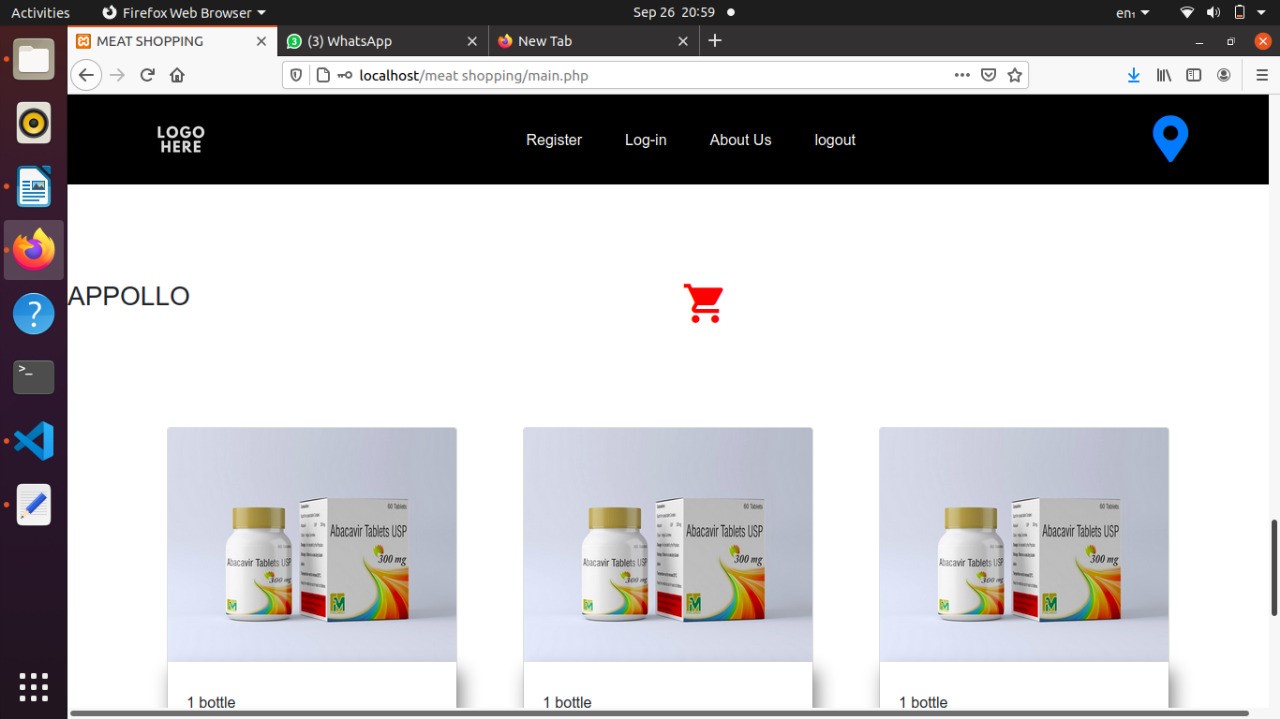 Activities Firefox Web Browser Sep 26 20:59 en₁
MEAT SHOPPING (3) WhatsApp New Tab
localhost/meat shopping/main.php
LOGO
HERE
Register Log-in About Us logout
APPOLLO
60 Tablets 60 Tablets 60 Tablets
Abacavir Tablets USP Abacavir Tablets USP Abacavir Tablets USP
300 mg 300 mg 300 mg
Abacavir Tablets USP Abacavir Tablets USP Abacavir Tablets USP
300 mg 300 mg 300 mg
1 bottle 1 bottle 1 bottle